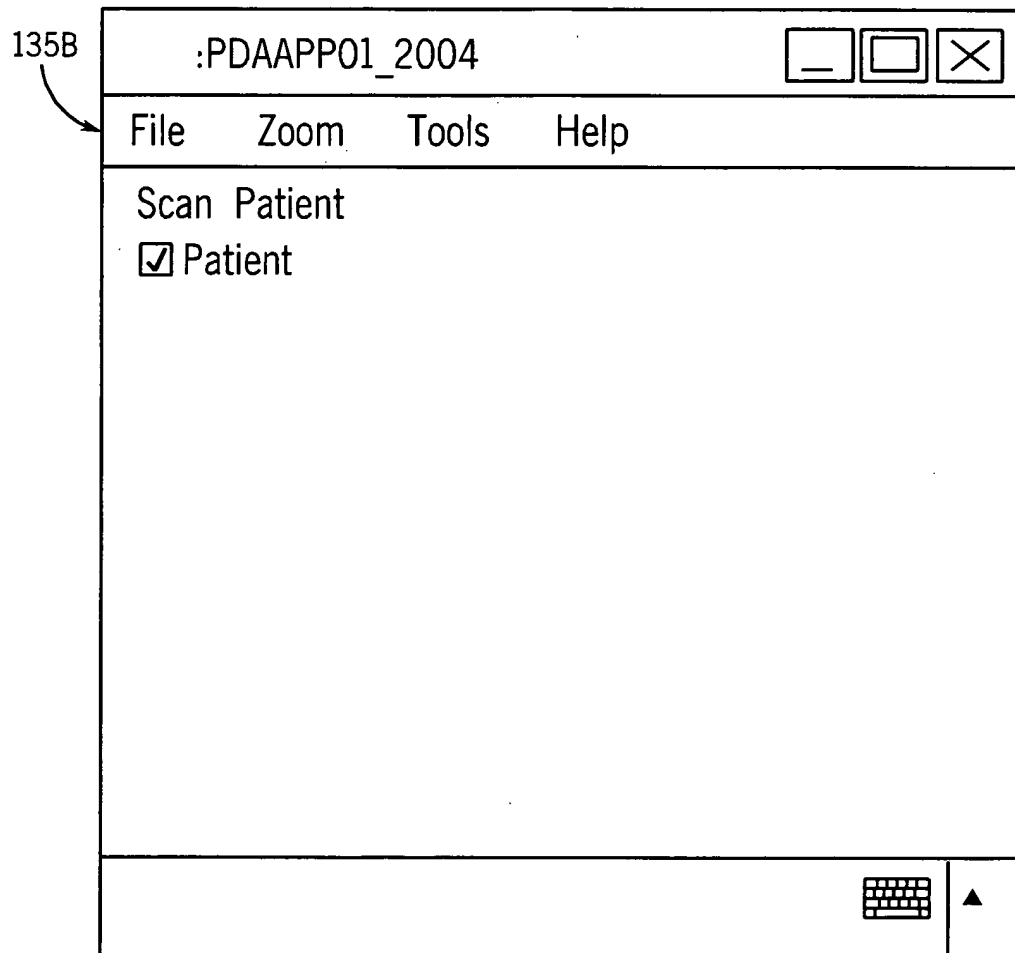 135B
:PDAAPP01_2004
File Zoom Tools Help
Scan Patient
Patient